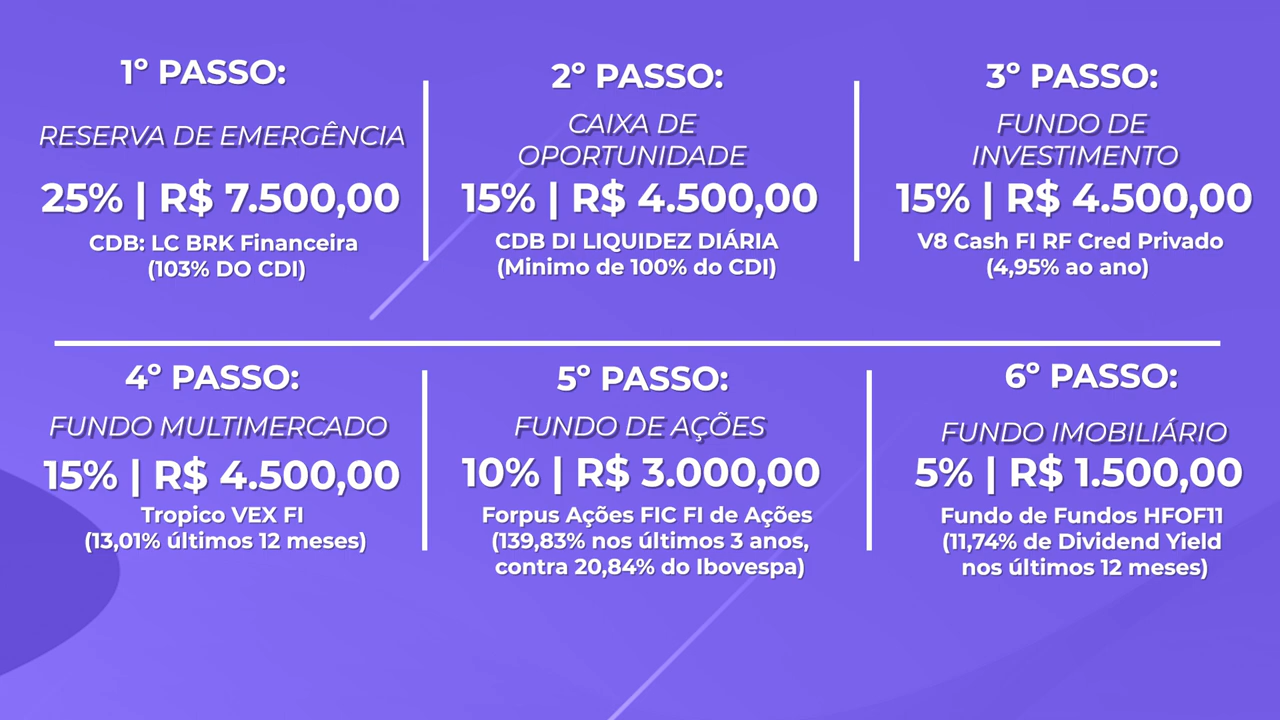 1º PASSO:
RESERVA DE EMERGÊNCIA
25% | R$ 7.500,00
CDB: LC BRK Financeira
(103% DO CDI)
2º PASSO:
CAIXA DE
OPORTUNIDADE
15% | R$ 4.500,00
CDB DI LIQUIDEZ DIÁRIA
(Minimo de 100% do CDI)
3º PASSO:
FUNDO DE
INVESTIMENTO
15% | R$ 4.500,00
V8 Cash FI RF Cred Privado
(4,95% ao ano)
4º PASSO:
FUNDO MULTIMERCADO
15% | R$ 4.500,00
Tropico VEX FI
(13,01% últimos 12 meses)
5º PASSO:
FUNDO DE AÇÕES
10% | R$ 3.000,00
Forpus Ações FIC FI de Ações
(139,83% nos últimos 3 anos,
contra 20,84% do Ibovespa)
6º PASSO:
FUNDO IMOBILIÁRIO
5% | R$ 1.500,00
Fundo de Fundos HFOF11
(11,74% de Dividend Yield
nos últimos 12 meses)